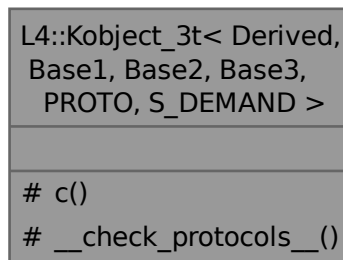 L4::Kobject_3t< Derived,
Base1, Base2, Base3,
PROTO, S_DEMAND >
# c()
# __check_protocols__()